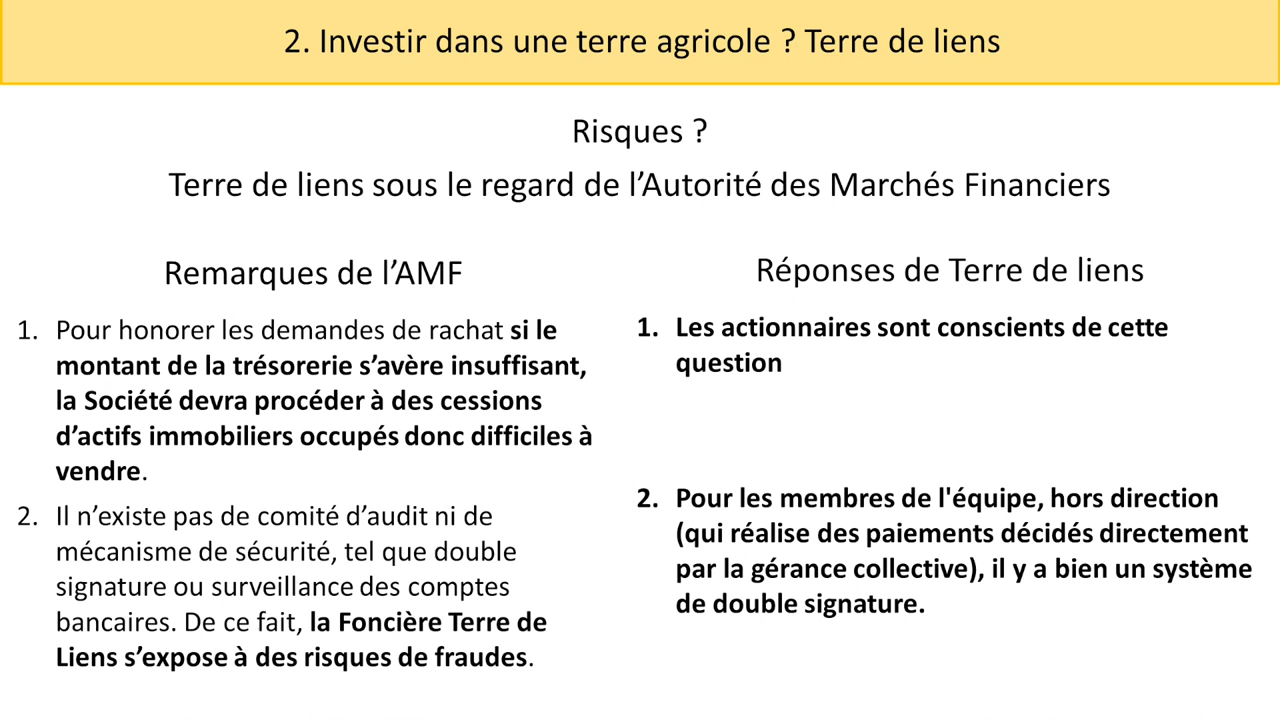 2. Investir dans une terre agricole ? Terre de liens
Risques ?
Terre de liens sous le regard de l’Autorité des Marchés Financiers
Remarques de l’AMF
1. Pour honorer les demandes de rachat si le
montant de la trésorerie s’avère insuffisant,
la Société devra procéder à des cessions
d’actifs immobiliers occupés donc difficiles à
vendre.
2. Il n’existe pas de comité d’audit ni de
mécanisme de sécurité, tel que double
signature ou surveillance des comptes
bancaires. De ce fait, la Foncière Terre de
Liens s’expose à des risques de fraudes.
Réponses de Terre de liens
1. Les actionnaires sont conscients de cette
question
2. Pour les membres de l'équipe, hors direction
(qui réalise des paiements décidés directement
par la gérance collective), il y a bien un système
de double signature.